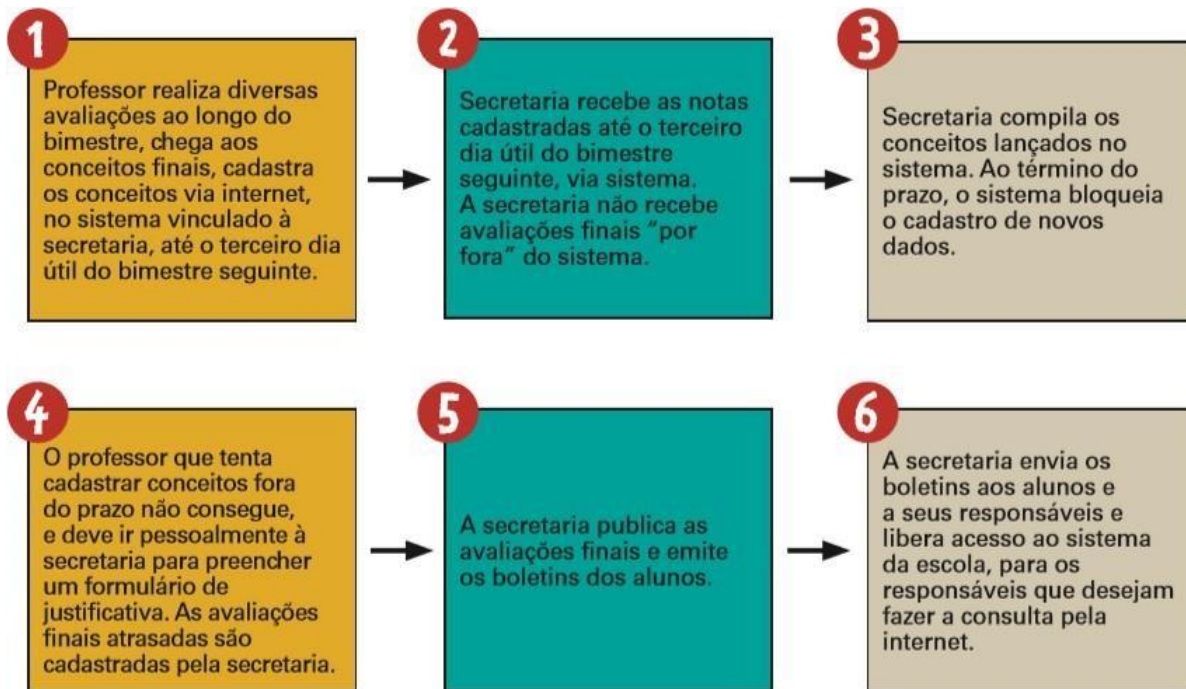 1
Professor realiza diversas
avaliações ao longo do
bimestre, chega aos
conceitos finais, cadastra
os conceitos via internet,
no sistema vinculado à
secretaria, até o terceiro dia
útil do bimestre seguinte.
2
Secretaria recebe as notas
cadastradas até o terceiro
dia útil do bimestre
seguinte, via sistema.
A secretaria não recebe
avaliações finais “por
fora” do sistema.
3
Secretaria compila os
conceitos lançados no
sistema. Ao término do
prazo, o sistema bloqueia
o cadastro de novos
dados.
4
O professor que tenta
cadastrar conceitos fora
do prazo não consegue,
e deve ir pessoalmente à
secretaria para preencher
um formulário de
justificativa. As avaliações
finais atrasadas são
cadastradas pela secretaria.
5
A secretaria publica as
avaliações finais e emite
os boletins dos alunos.
6
A secretaria envia os
boletins aos alunos e
a seus responsáveis e
libera acesso ao sistema
da escola, para os
responsáveis que desejam
fazer a consulta pela
internet.